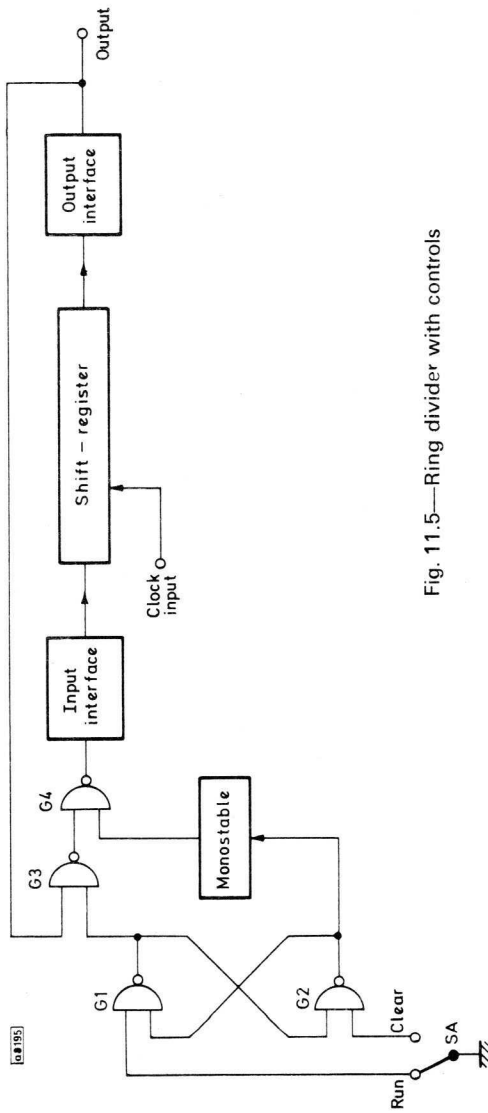 a8195
Output
Output
interface
Shift – register
Clock
input
Input
interface
G4
G3
Monostable
G1
G2
Clear
Run
SA
Fig. 11.5—Ring divider with controls